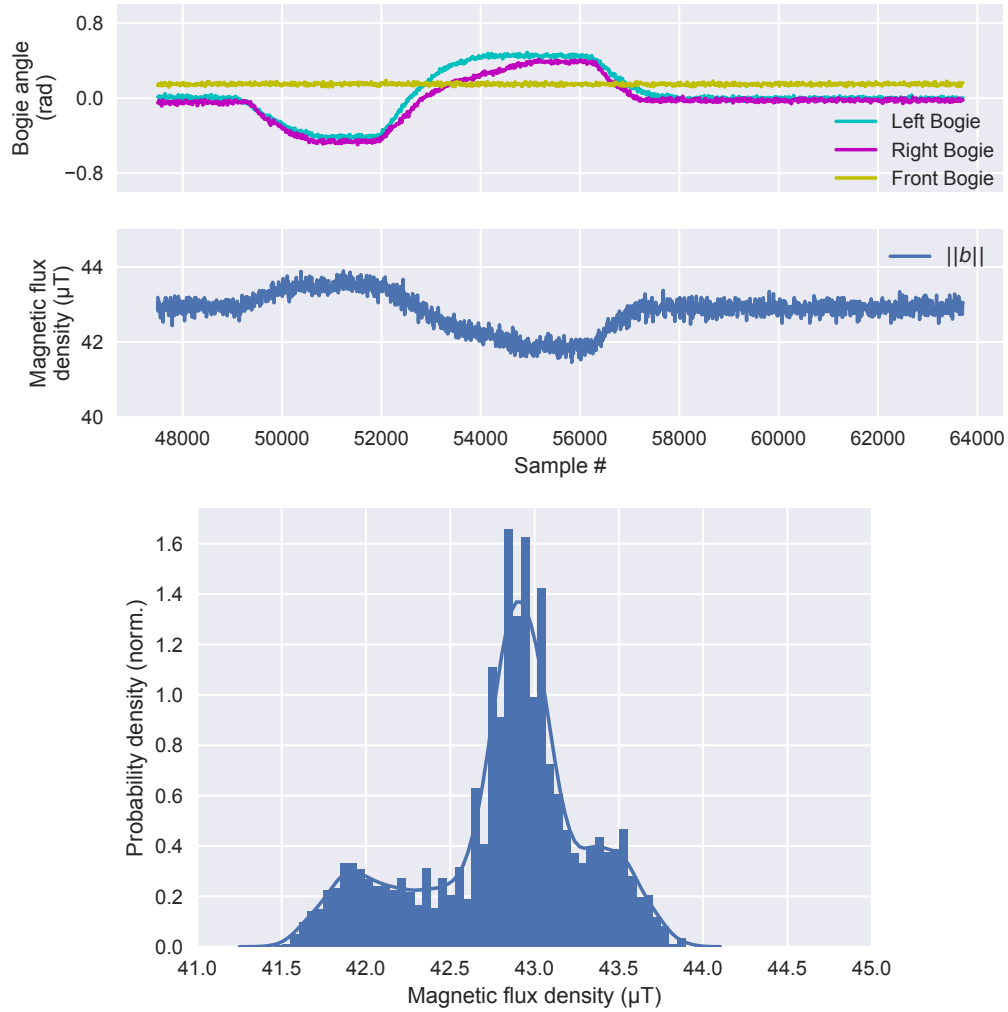 Bogie angle
(rad)
0.8
0.0
−0.8
Left Bogie
Right Bogie
Front Bogie
Magnetic flux
density (µT)
44
42
40
||b||
48000 50000 52000 54000 56000 58000 60000 62000 64000
Sample #
Probability density (norm.)
1.6
1.4
1.2
1.0
0.8
0.6
0.4
0.2
0.0
41.0 41.5 42.0 42.5 43.0 43.5 44.0 44.5 45.0
Magnetic flux density (µT)